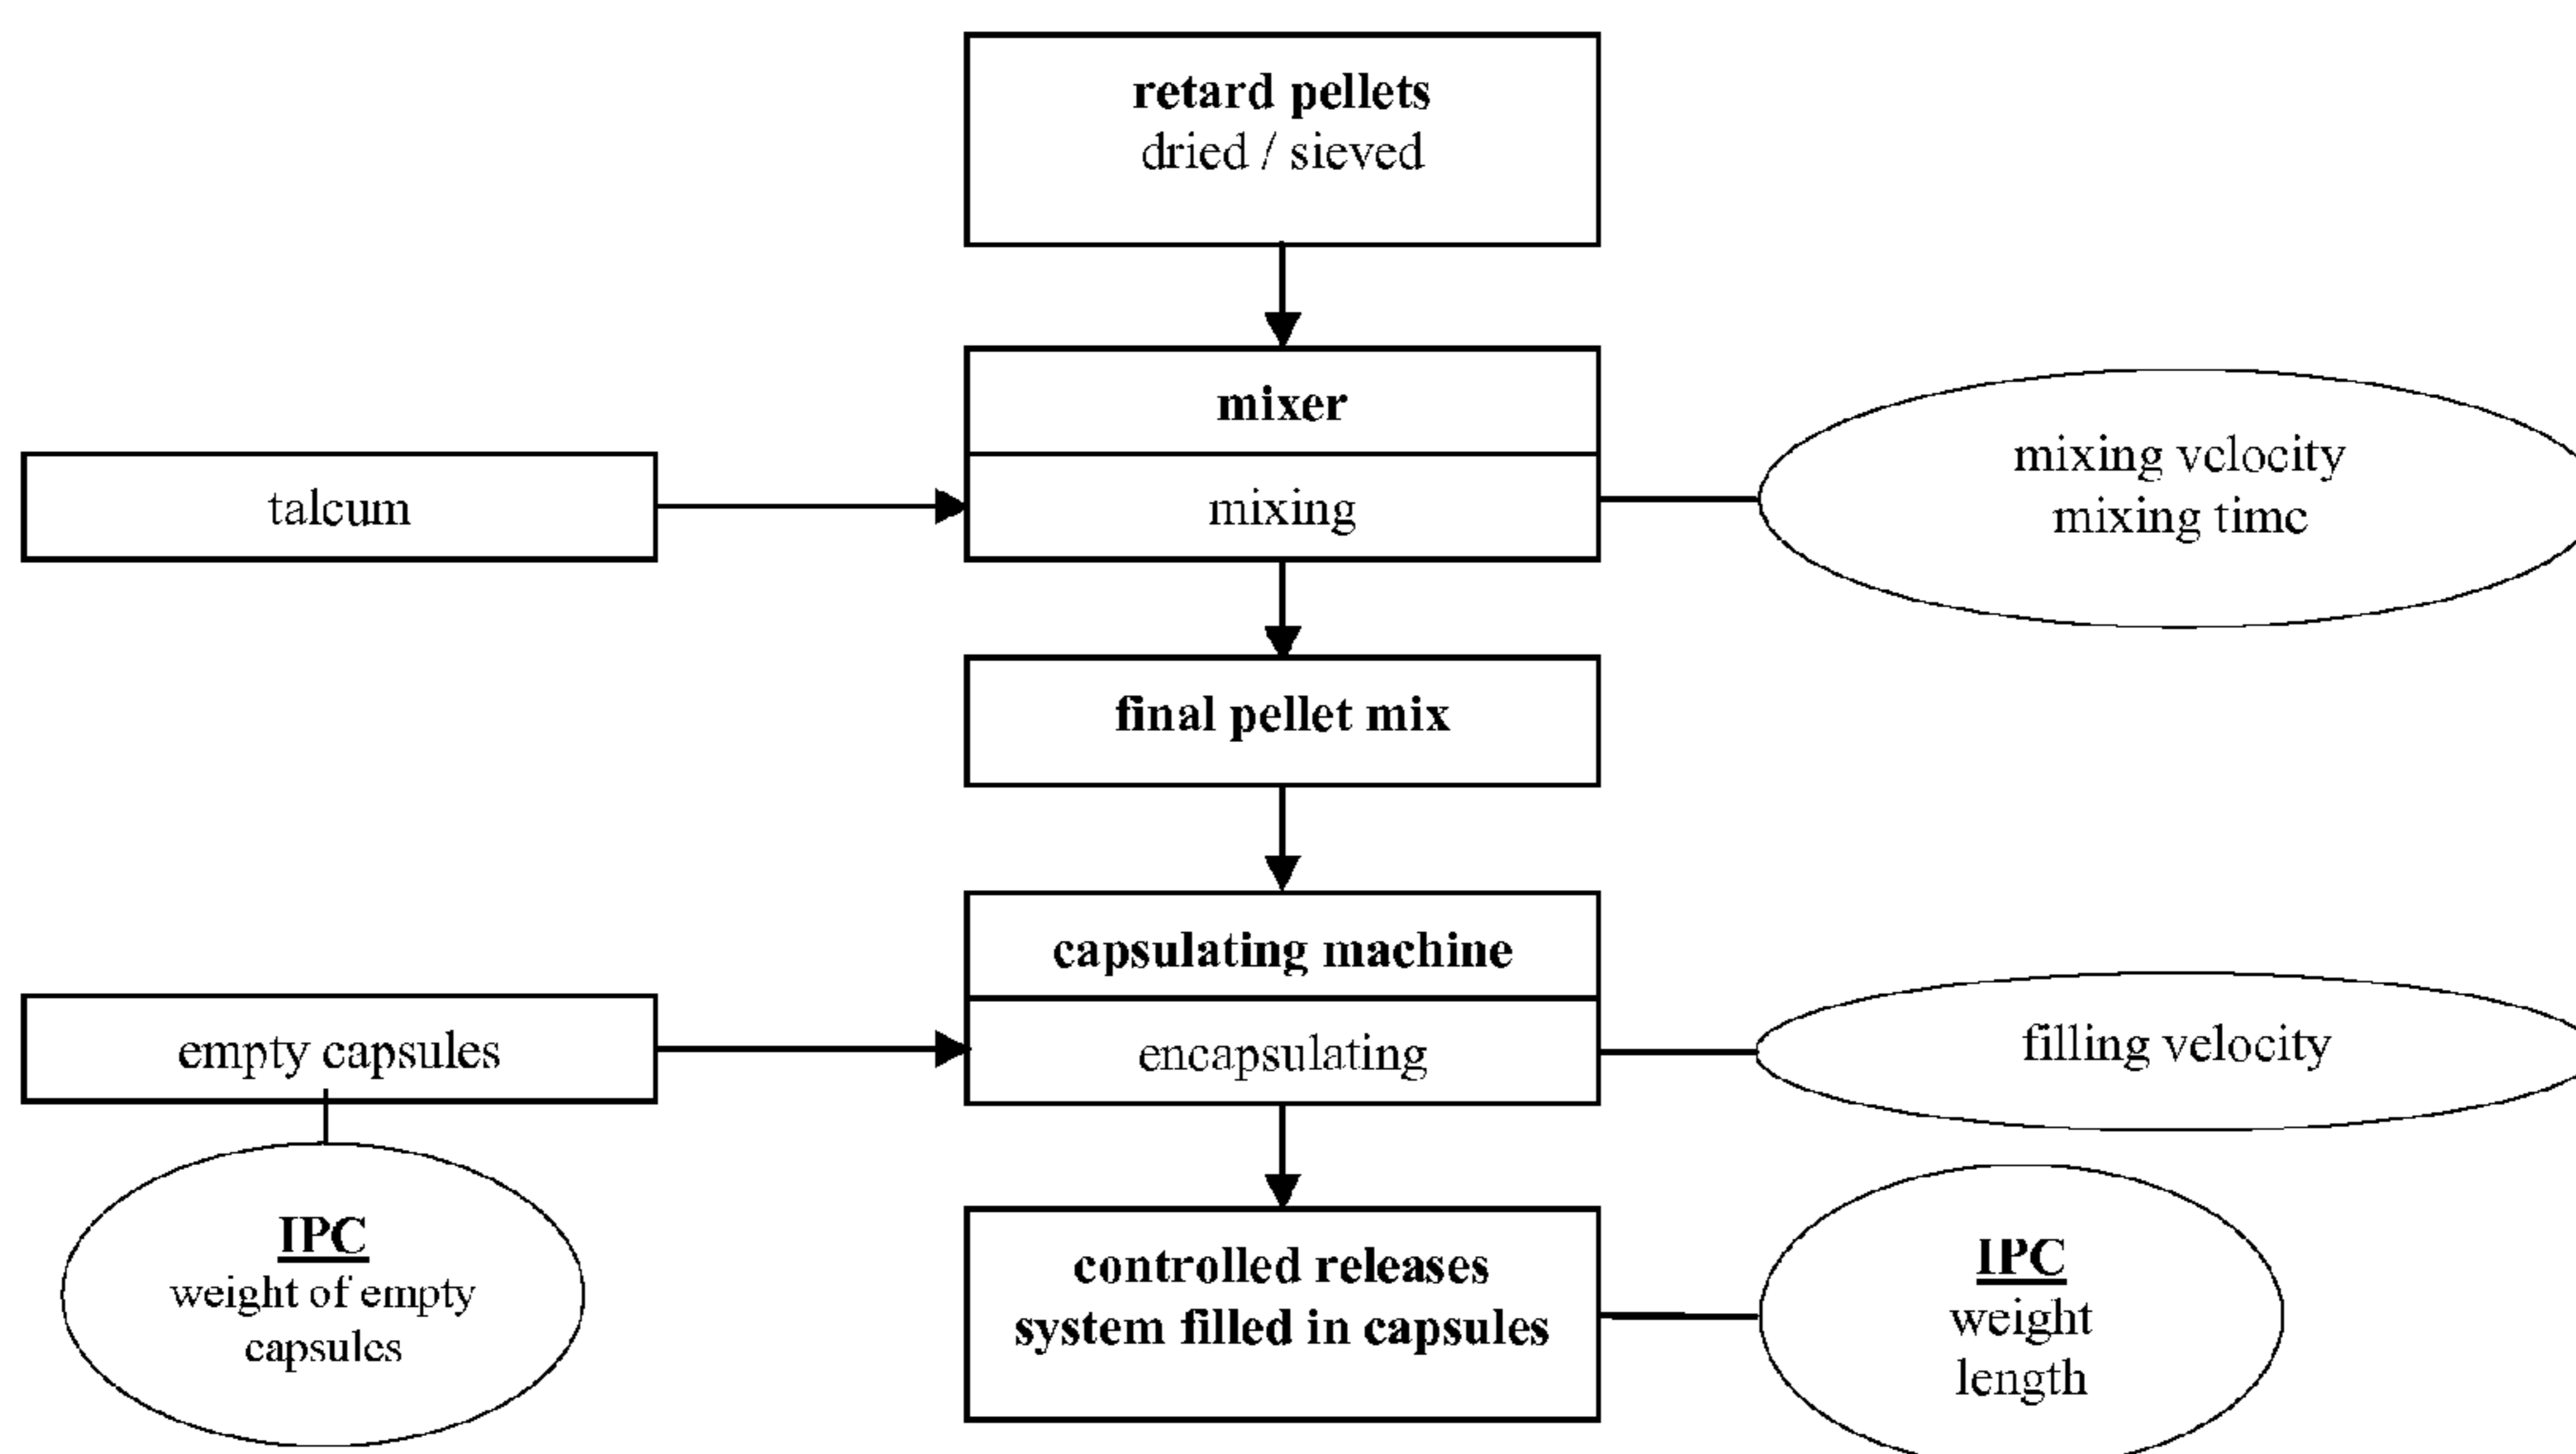 retard pellets
dried / sieved
mixer
talcum
mixing
mixing velocity
mixing time
final pellet mix
capsulating machine
empty capsules
encapsulating
filling velocity
IPC
weight of empty
capsules
controlled releases
system filled in capsules
IPC
weight
length